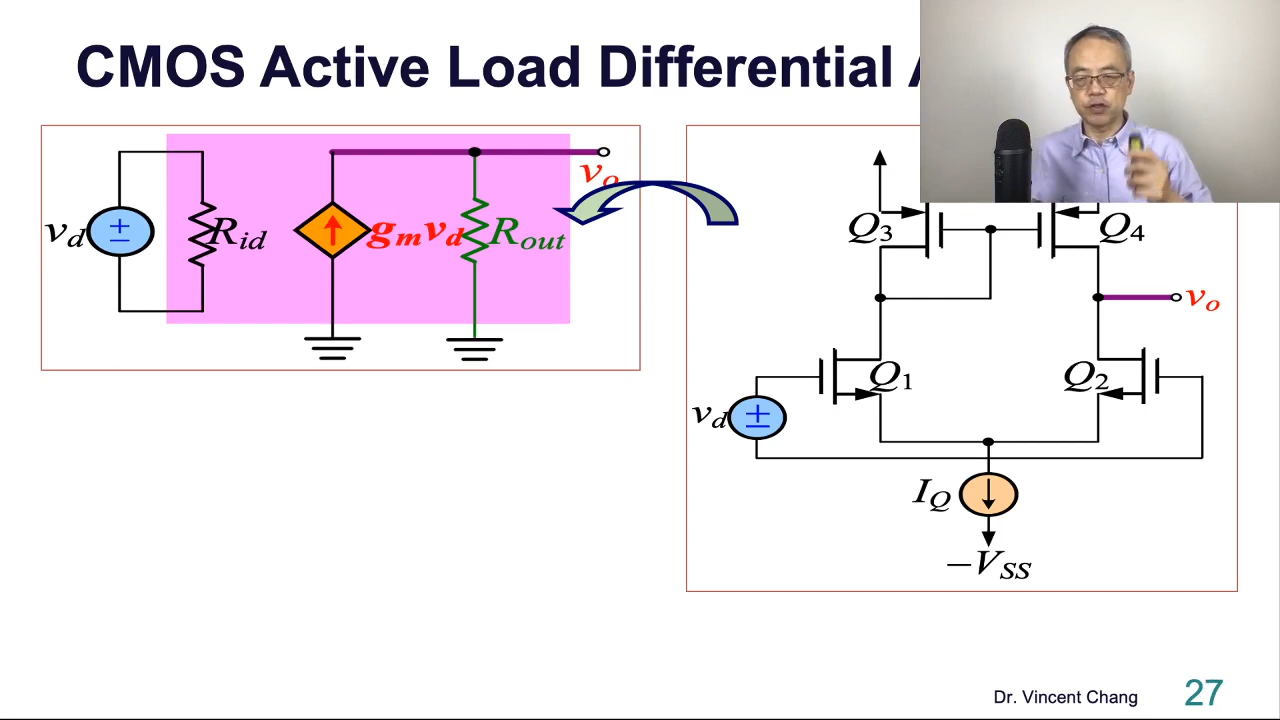 CMOS Active Load Differential
v_d
±
R_id
g_m v_d
R_out
v_o
Q_3
Q_4
v_o
Q_1
Q_2
v_d
±
I_Q
−V_SS
Dr. Vincent Chang 27